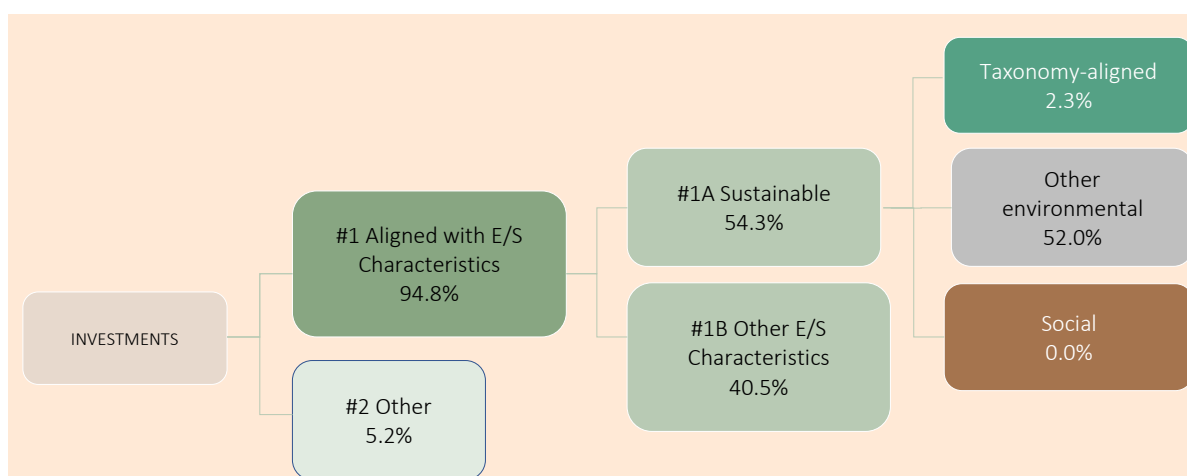 INVESTMENTS
#1 Aligned with E/S
Characteristics
94.8%
#2 Other
5.2%
#1A Sustainable
54.3%
#1B Other E/S
Characteristics
40.5%
Taxonomy-aligned
2.3%
Other
environmental
52.0%
Social
0.0%